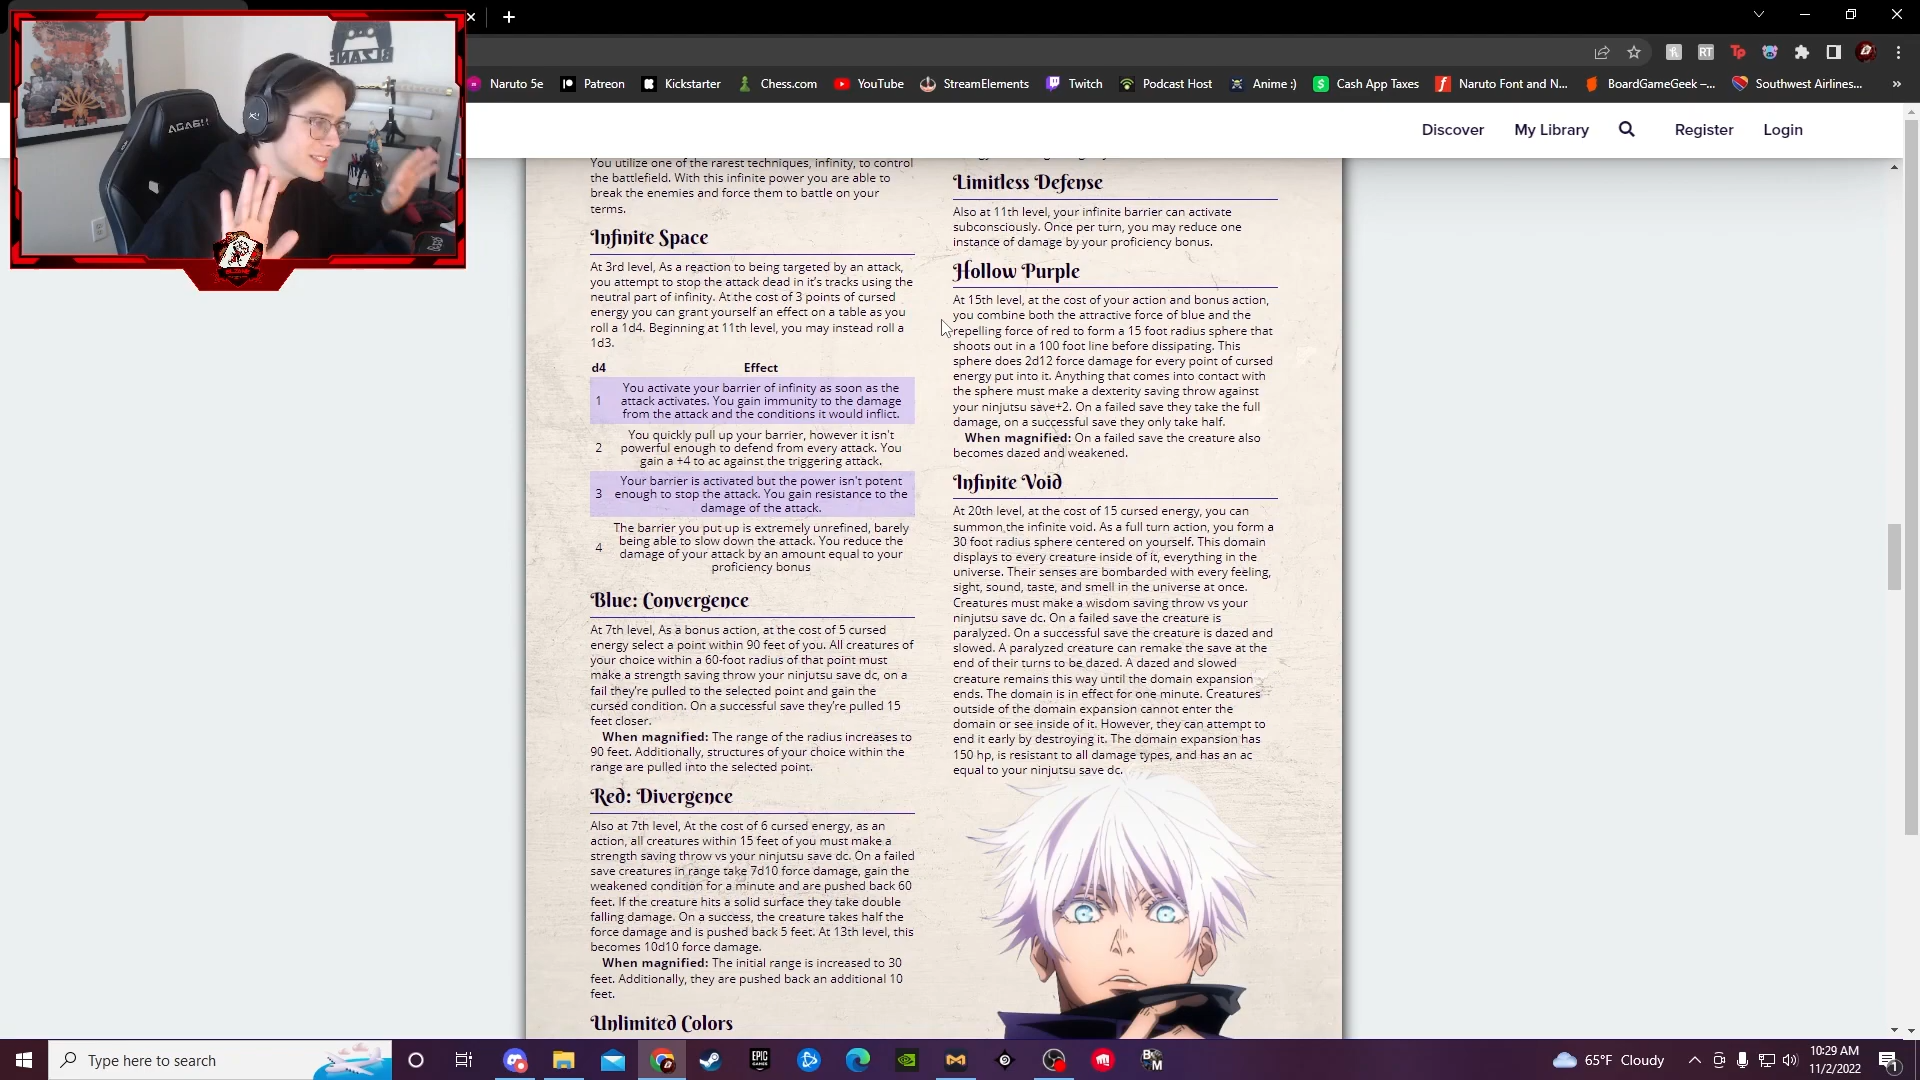 BIZANE
AGASU
Naruto 5e
Patreon
Kickstarter
Chess.com
YouTube
StreamElements
Twitch
Podcast Host
Anime :)
Cash App Taxes
Naruto Font and N...
BoardGameGeek –...
Southwest Airlines...
»
Discover
My Library
Register
Login
You utilize one of the rarest techniques, infinity, to control
the battlefield. With this infinite power you are able to
break the enemies and force them to battle on your
terms.
Infinite Space
At 3rd level, As a reaction to being targeted by an attack,
you attempt to stop the attack dead in it's tracks using the
neutral part of infinity. At the cost of 3 points of cursed
energy you can grant yourself an effect on a table as you
roll a 1d4. Beginning at 11th level, you may instead roll a
1d3.
d4 Effect
1 You activate your barrier of infinity as soon as the
attack activates. You gain immunity to the damage
from the attack and the conditions it would inflict.
2 You quickly pull up your barrier, however it isn't
powerful enough to defend from every attack. You
gain a +4 to ac against the triggering attack.
3 Your barrier is activated but the power isn't potent
enough to stop the attack. You gain resistance to the
damage of the attack.
4 The barrier you put up is extremely unrefined, barely
being able to slow down the attack. You reduce the
damage of your attack by an amount equal to your
proficiency bonus
Blue: Convergence
At 7th level, As a bonus action, at the cost of 5 cursed
energy select a point within 90 feet of you. All creatures of
your choice within a 60-foot radius of that point must
make a strength saving throw your ninjutsu save dc, on a
fail they're pulled to the selected point and gain the
cursed condition. On a successful save they're pulled 15
feet closer.
When magnified: The range of the radius increases to
90 feet. Additionally, structures of your choice within the
range are pulled into the selected point.
Red: Divergence
Also at 7th level, At the cost of 6 cursed energy, as an
action, all creatures within 15 feet of you must make a
strength saving throw vs your ninjutsu save dc. On a failed
save creatures in range take 7d10 force damage, gain the
weakened condition for a minute and are pushed back 60
feet. If the creature hits a solid surface they take double
falling damage. On a success, the creature takes half the
force damage and is pushed back 5 feet. At 13th level, this
becomes 10d10 force damage.
When magnified: The initial range is increased to 30
feet. Additionally, they are pushed back an additional 10
feet.
Unlimited Colors
Limitless Defense
Also at 11th level, your infinite barrier can activate
subconsciously. Once per turn, you may reduce one
instance of damage by your proficiency bonus.
Hollow Purple
At 15th level, at the cost of your action and bonus action,
you combine both the attractive force of blue and the
repelling force of red to form a 15 foot radius sphere that
shoots out in a 100 foot line before dissipating. This
sphere does 2d12 force damage for every point of cursed
energy put into it. Anything that comes into contact with
the sphere must make a dexterity saving throw against
your ninjutsu save+2. On a failed save they take the full
damage, on a successful save they only take half.
When magnified: On a failed save the creature also
becomes dazed and weakened.
Infinite Void
At 20th level, at the cost of 15 cursed energy, you can
summon the infinite void. As a full turn action, you form a
30 foot radius sphere centered on yourself. This domain
displays to every creature inside of it, everything in the
universe. Their senses are bombarded with every feeling,
sight, sound, taste, and smell in the universe at once.
Creatures must make a wisdom saving throw vs your
ninjutsu save dc. On a failed save the creature is
paralyzed. On a successful save the creature is dazed and
slowed. A paralyzed creature can remake the save at the
end of their turns to be dazed. A dazed and slowed
creature remains this way until the domain expansion
ends. The domain is in effect for one minute. Creatures
outside of the domain expansion cannot enter the
domain or see inside of it. However, they can attempt to
end it early by destroying it. The domain expansion has
150 hp, is resistant to all damage types, and has an ac
equal to your ninjutsu save dc.
Type here to search
65°F Cloudy
10:29 AM
11/2/2022